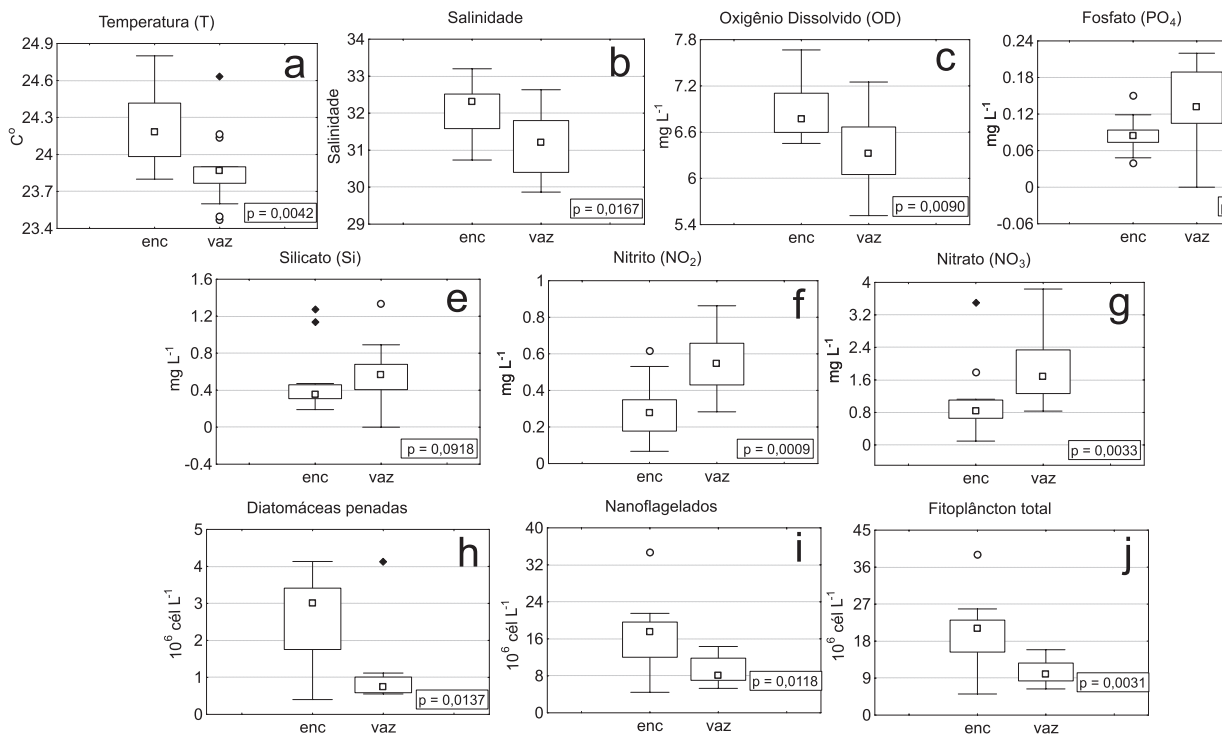 Temperatura (T)
Salinidade
Oxigênio Dissolvido (OD)
Fosfato (PO4)
24.9
24.6
24.3
24
23.7
23.4
C°
a
p = 0,0042
enc vaz
34
33
32
31
30
29
Salinidade
b
p = 0,0167
enc vaz
7.8
7.2
6.6
6
5.4
mg L-1
c
p = 0,0090
enc vaz
0.24
0.18
0.12
0.06
0
-0.06
mg L-1
enc vaz
Silicato (Si)
Nitrito (NO2)
Nitrato (NO3)
1.6
1.2
0.8
0.4
0
-0.4
mg L-1
e
p = 0,0918
enc vaz
1
0.8
0.6
0.4
0.2
0
mg L-1
f
p = 0,0009
enc vaz
4
3.2
2.4
1.6
0.8
0
mg L-1
g
p = 0,0033
enc vaz
Diatomáceas penadas
Nanoflagelados
Fitoplâncton total
5
4
3
2
1
0
10⁶ cél L-1
h
p = 0,0137
enc vaz
40
32
24
16
8
0
10⁶ cél L-1
i
p = 0,0118
enc vaz
45
36
27
18
9
0
10⁶ cél L-1
j
p = 0,0031
enc vaz